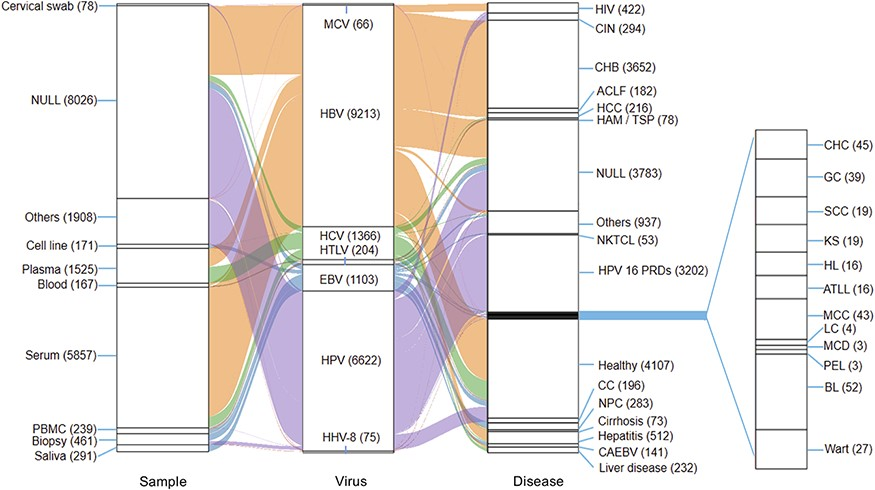 Cervical swab (78)
NULL (8026)
Others (1908)
Cell line (171)
Plasma (1525)
Blood (167)
Serum (5857)
PBMC (239)
Biopsy (461)
Saliva (291)
Sample
MCV (66)
HBV (9213)
HCV (1366)
HTLV (204)
EBV (1103)
HPV (6622)
HHV-8 (75)
Virus
HIV (422)
CIN (294)
CHB (3652)
ACLF (182)
HCC (216)
HAM / TSP (78)
NULL (3783)
Others (937)
NKTCL (53)
HPV 16 PRDs (3202)
Healthy (4107)
CC (196)
NPC (283)
Cirrhosis (73)
Hepatitis (512)
CAEBV (141)
Liver disease (232)
Disease
CHC (45)
GC (39)
SCC (19)
KS (19)
HL (16)
ATLL (16)
MCC (43)
LC (4)
MCD (3)
PEL (3)
BL (52)
Wart (27)